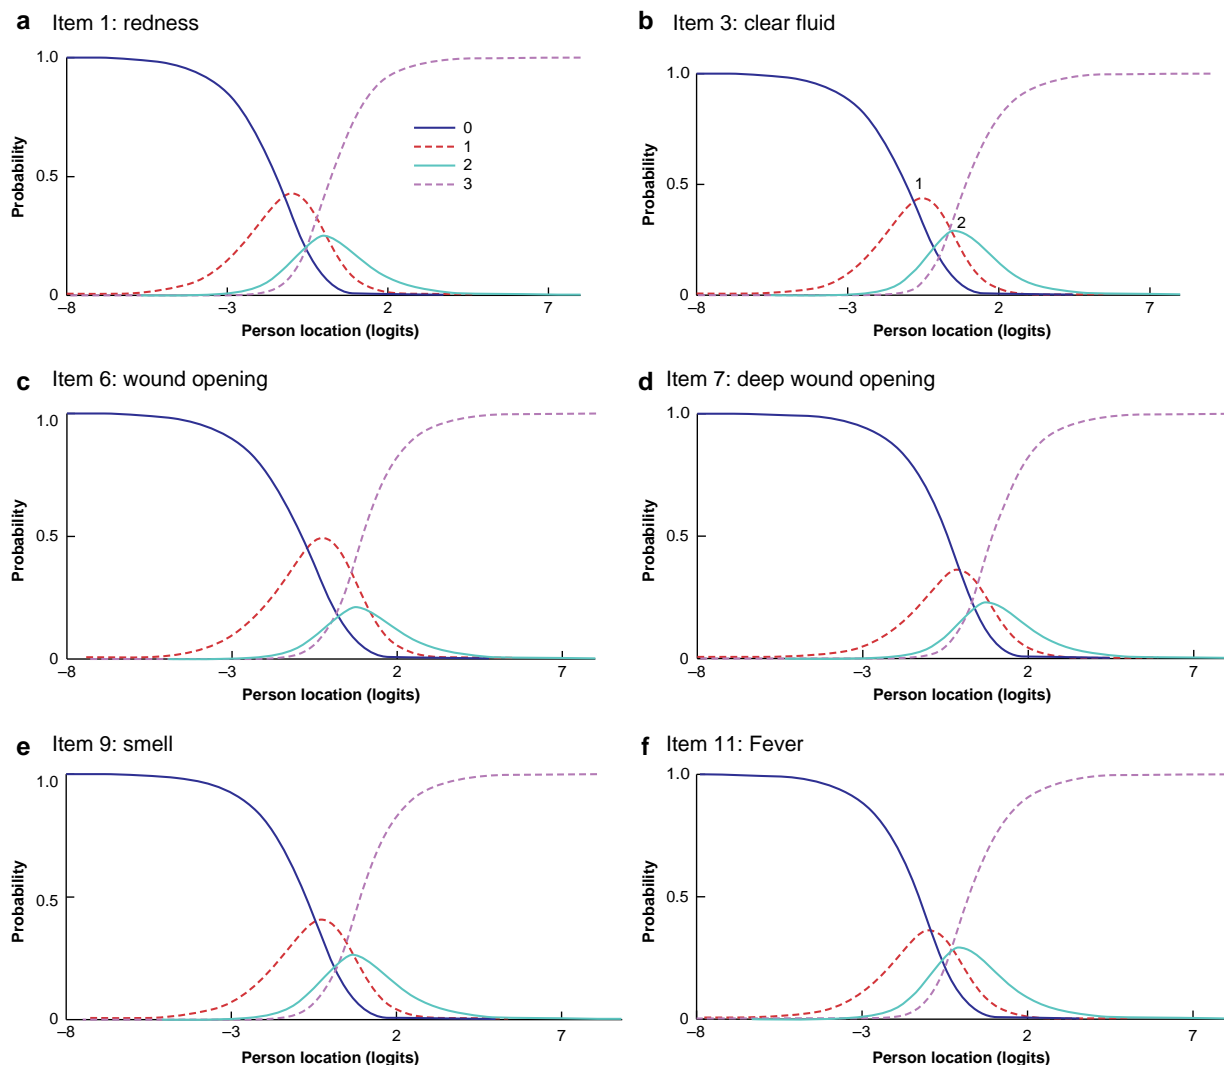 a Item 1: redness
1.0
0.5
0
Probability
0
1
2
3
–8 –3 2 7
Person location (logits)
b Item 3: clear fluid
1.0
0.5
0
Probability
1
2
–8 –3 2 7
Person location (logits)
c Item 6: wound opening
1.0
0.5
0
Probability
–8 –3 2 7
Person location (logits)
d Item 7: deep wound opening
1.0
0.5
0
Probability
–8 –3 2 7
Person location (logits)
e Item 9: smell
1.0
0.5
0
Probability
–8 –3 2 7
Person location (logits)
f Item 11: Fever
1.0
0.5
0
Probability
–8 –3 2 7
Person location (logits)